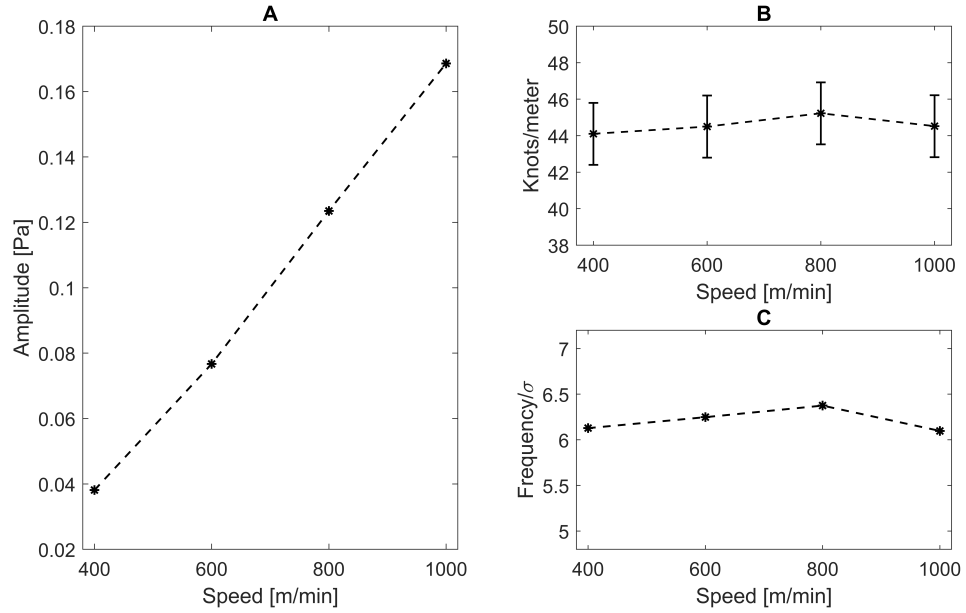 A
0.18
0.16
0.14
0.12
0.1
0.08
0.06
0.04
0.02
Amplitude [Pa]
400 600 800 1000
Speed [m/min]
B
50
48
46
44
42
40
38
Knots/meter
400 600 800 1000
Speed [m/min]
C
7
6.5
6
5.5
5
Frequency/σ
400 600 800 1000
Speed [m/min]